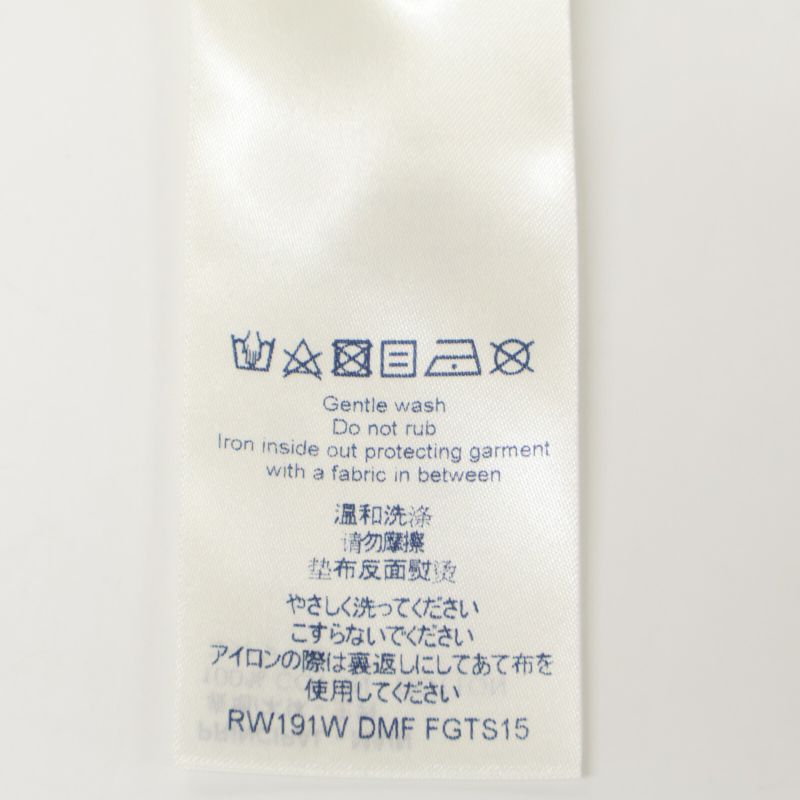 Gentle wash
Do not rub
Iron inside out protecting garment
with a fabric in between
温和洗涤
请勿摩擦
垫布反面熨烫
やさしく洗ってください
こすらないでください
アイロンの際は裏返しにしてあて布を
使用してください
RW191W DMF FGTS15